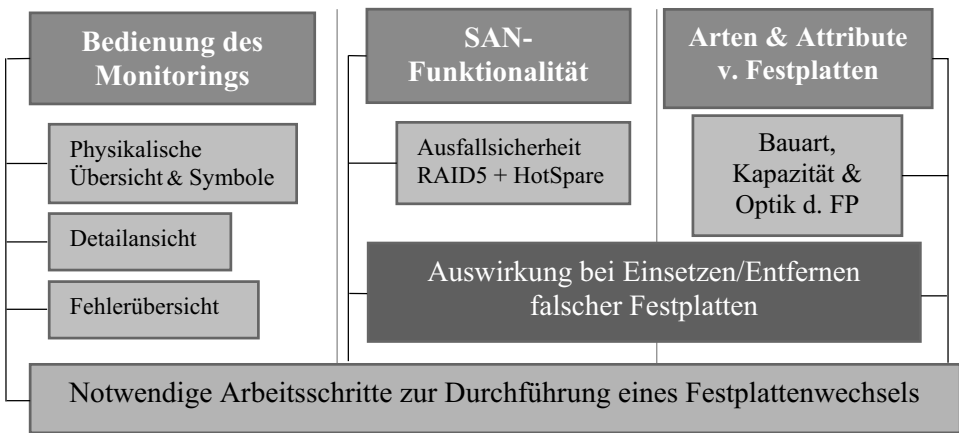 Bedienung des
Monitorings
Physikalische
Übersicht & Symbole
Detailansicht
Fehlerübersicht
SAN-
Funktionalität
Ausfallsicherheit
RAID5 + HotSpare
Arten & Attribute
v. Festplatten
Bauart,
Kapazität &
Optik d. FP
Auswirkung bei Einsetzen/Entfernen
falscher Festplatten
Notwendige Arbeitsschritte zur Durchführung eines Festplattenwechsels